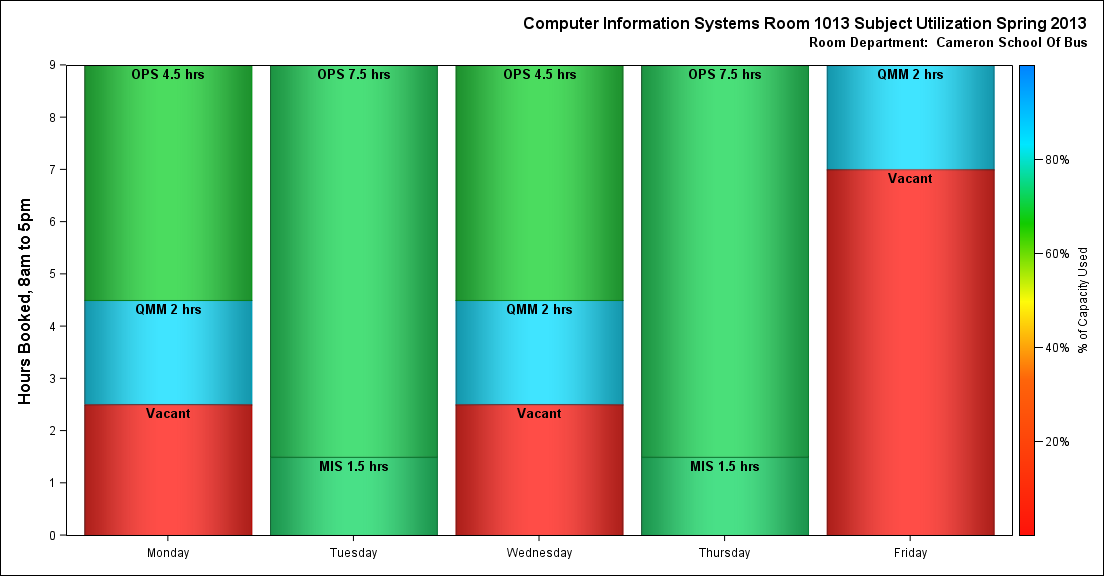 Computer Information Systems Room 1013 Subject Utilization Spring 2013
Room Department:  Cameron School Of Bus
Hours Booked, 8am to 5pm
9
8
7
6
5
4
3
2
1
0
OPS 4.5 hrs
QMM 2 hrs
Vacant
OPS 7.5 hrs
MIS 1.5 hrs
OPS 4.5 hrs
QMM 2 hrs
Vacant
OPS 7.5 hrs
MIS 1.5 hrs
QMM 2 hrs
Vacant
Monday
Tuesday
Wednesday
Thursday
Friday
80%
60%
40%
20%
% of Capacity Used